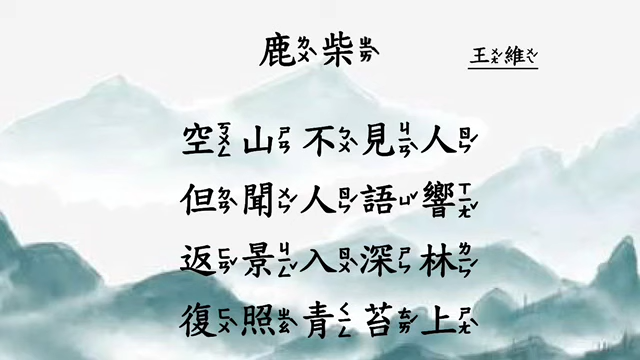 鹿柴
王維
空山不見人
但聞人語響
返景入深林
復照青苔上